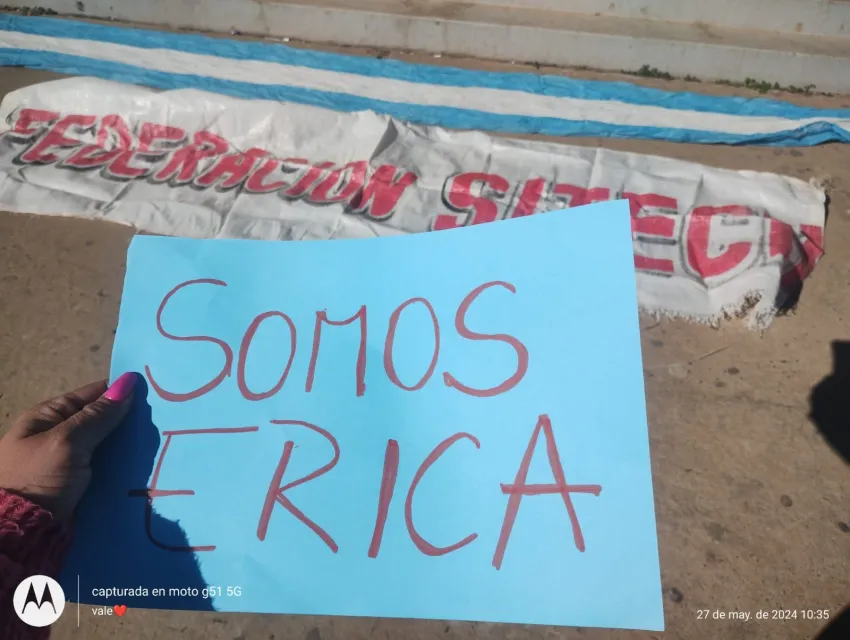 FEDERACION SITECH
SOMOS
ERICA
capturada en moto g51 5G
vale❤️
27 de may. de 2024 10:35